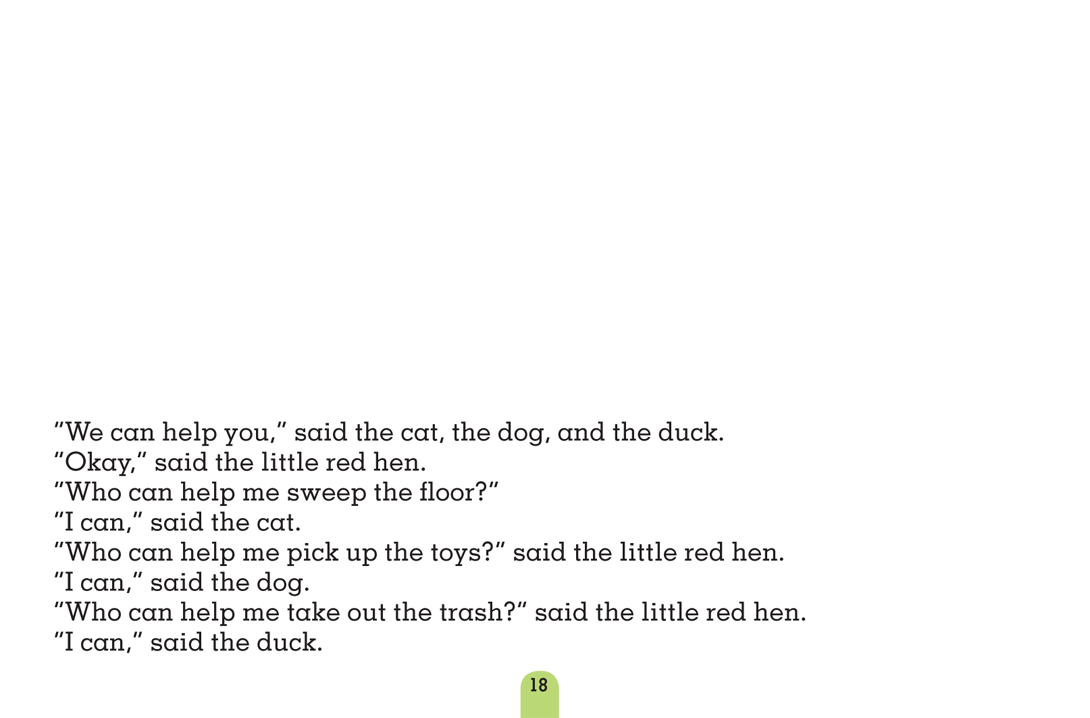 “We can help you,” said the cat, the dog, and the duck.
“Okay,” said the little red hen.
“Who can help me sweep the floor?”
“I can,” said the cat.
“Who can help me pick up the toys?” said the little red hen.
“I can,” said the dog.
“Who can help me take out the trash?” said the little red hen.
“I can,” said the duck.
18